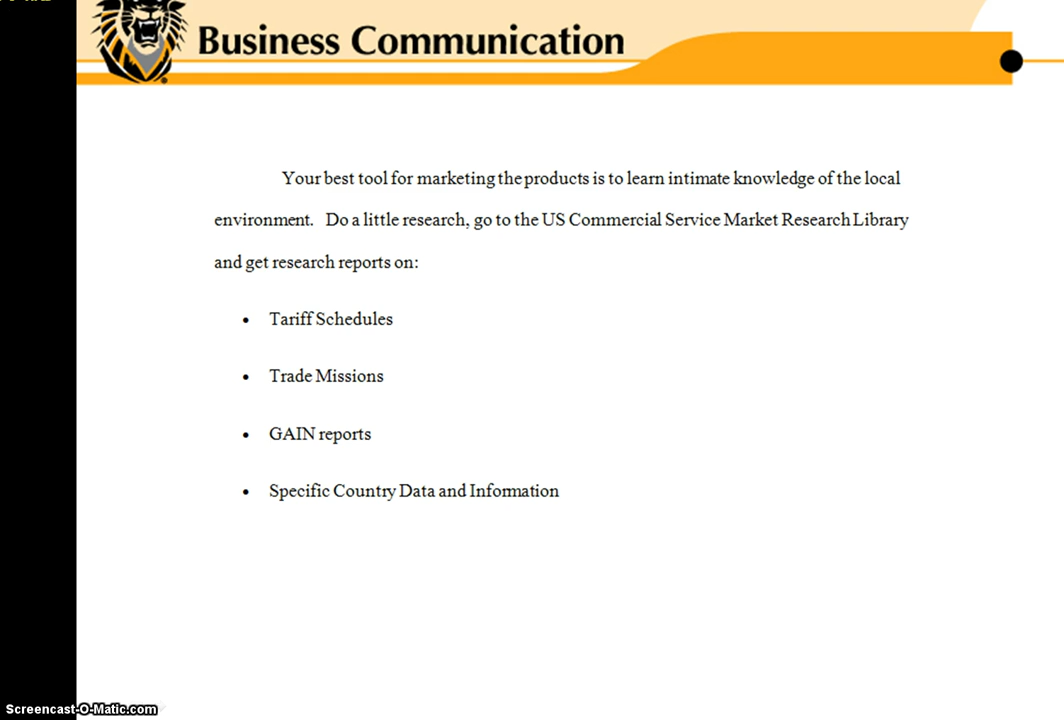 Business Communication
Your best tool for marketing the products is to learn intimate knowledge of the local
environment. Do a little research, go to the US Commercial Service Market Research Library
and get research reports on:
• Tariff Schedules
• Trade Missions
• GAIN reports
• Specific Country Data and Information
Screencast-O-Matic.com